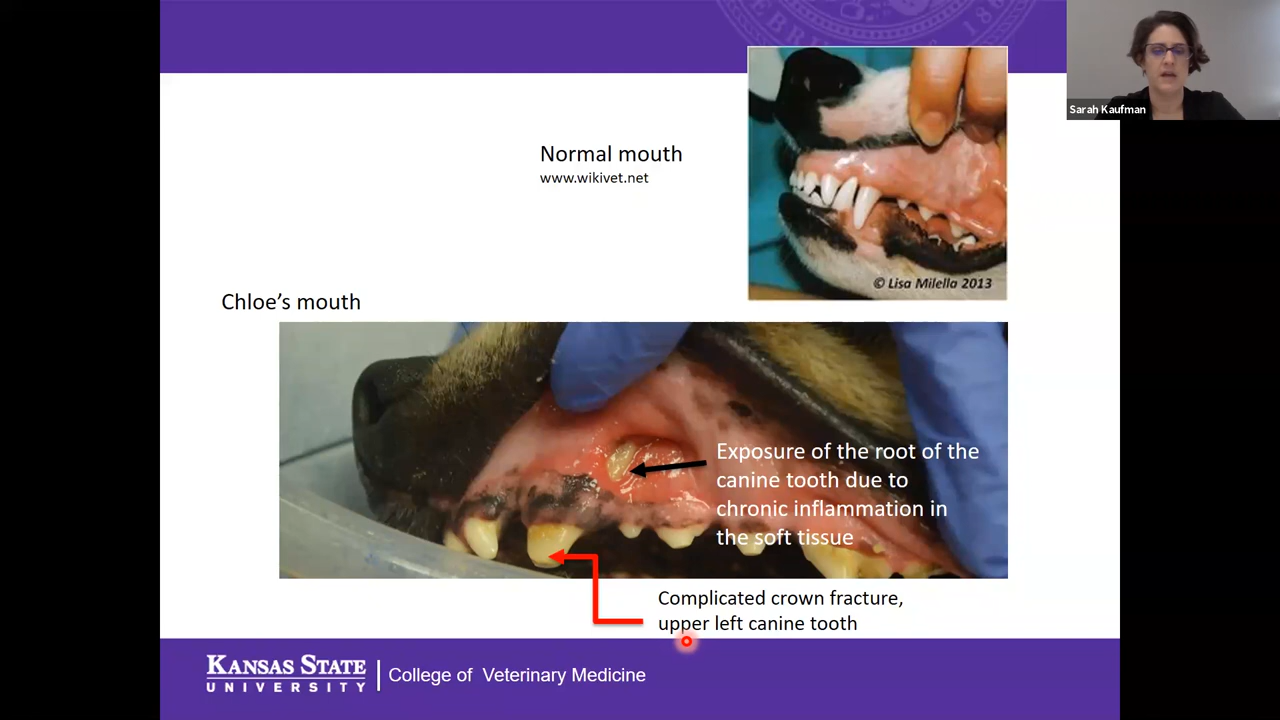 Sarah Kaufman
Normal mouth
www.wikivet.net
© Lisa Milella 2013
Chloe's mouth
Exposure of the root of the
canine tooth due to
chronic inflammation in
the soft tissue
Complicated crown fracture,
upper left canine tooth
KANSAS STATE
UNIVERSITY
College of Veterinary Medicine